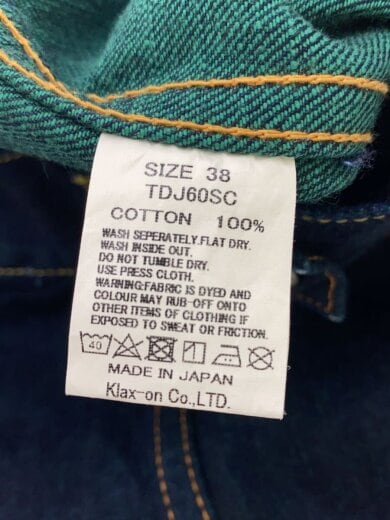 SIZE 38
TDJ60SC
COTTON 100%
WASH SEPERATELY.FLAT DRY.
WASH INSIDE OUT.
DO NOT TUMBLE DRY.
USE PRESS CLOTH.
WARNING:FABRIC IS DYED AND
COLOUR MAY RUB-OFF ONTO
OTHER ITEMS OF CLOTHING IF
EXPOSED TO SWEAT OR FRICTION.
40
MADE IN JAPAN
Klax-on Co.,LTD.